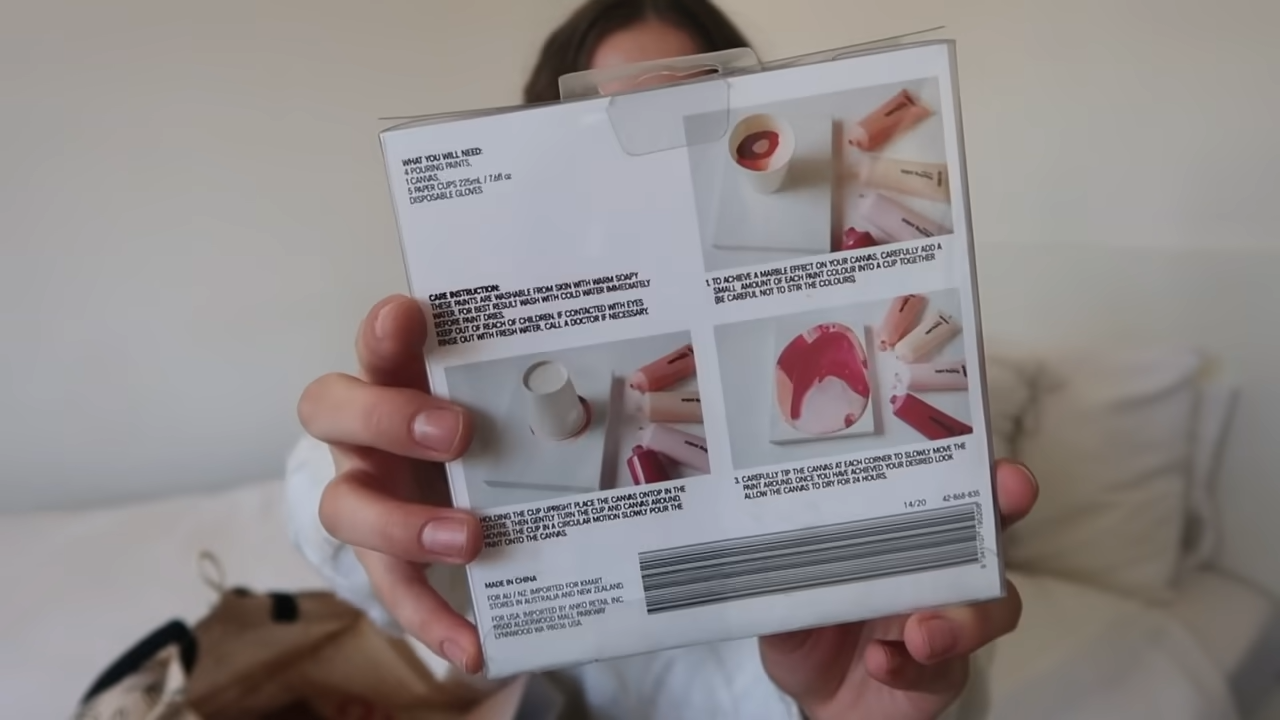 WHAT YOU WILL NEED:
4 POURING PAINTS,
1 CANVAS,
5 PAPER CUPS 225mL / 7.6fl oz
DISPOSABLE GLOVES.
CARE INSTRUCTION:
THESE PAINTS ARE WASHABLE FROM SKIN WITH WARM SOAPY
WATER, FOR BEST RESULT WASH WITH COLD WATER IMMEDIATELY
BEFORE PAINT DRIES.
KEEP OUT OF REACH OF CHILDREN. IF CONTACTED WITH EYES
RINSE OUT WITH FRESH WATER, CALL A DOCTOR IF NECESSARY.
1. TO ACHIEVE A MARBLE EFFECT ON YOUR CANVAS, CAREFULLY ADD A
SMALL AMOUNT OF EACH PAINT COLOUR INTO A CUP TOGETHER
(BE CAREFUL NOT TO STIR THE COLOURS).
HOLDING THE CUP UPRIGHT PLACE THE CANVAS ONTOP IN THE
CENTRE. THEN GENTLY TURN THE CUP AND CANVAS AROUND.
MOVING THE CUP IN A CIRCULAR MOTION SLOWLY POUR THE
PAINT ONTO THE CANVAS.
3. CAREFULLY TIP THE CANVAS AT EACH CORNER TO SLOWLY MOVE THE
PAINT AROUND. ONCE YOU HAVE ACHIEVED YOUR DESIRED LOOK
ALLOW THE CANVAS TO DRY FOR 24 HOURS.
14/20 42-868-835
MADE IN CHINA
FOR AU / NZ: IMPORTED FOR KMART
STORES IN AUSTRALIA AND NEW ZEALAND.
FOR USA: IMPORTED BY ANKO RETAIL INC.
19500 ALDERWOOD MALL PARKWAY
LYNNWOOD WA 98036 USA.